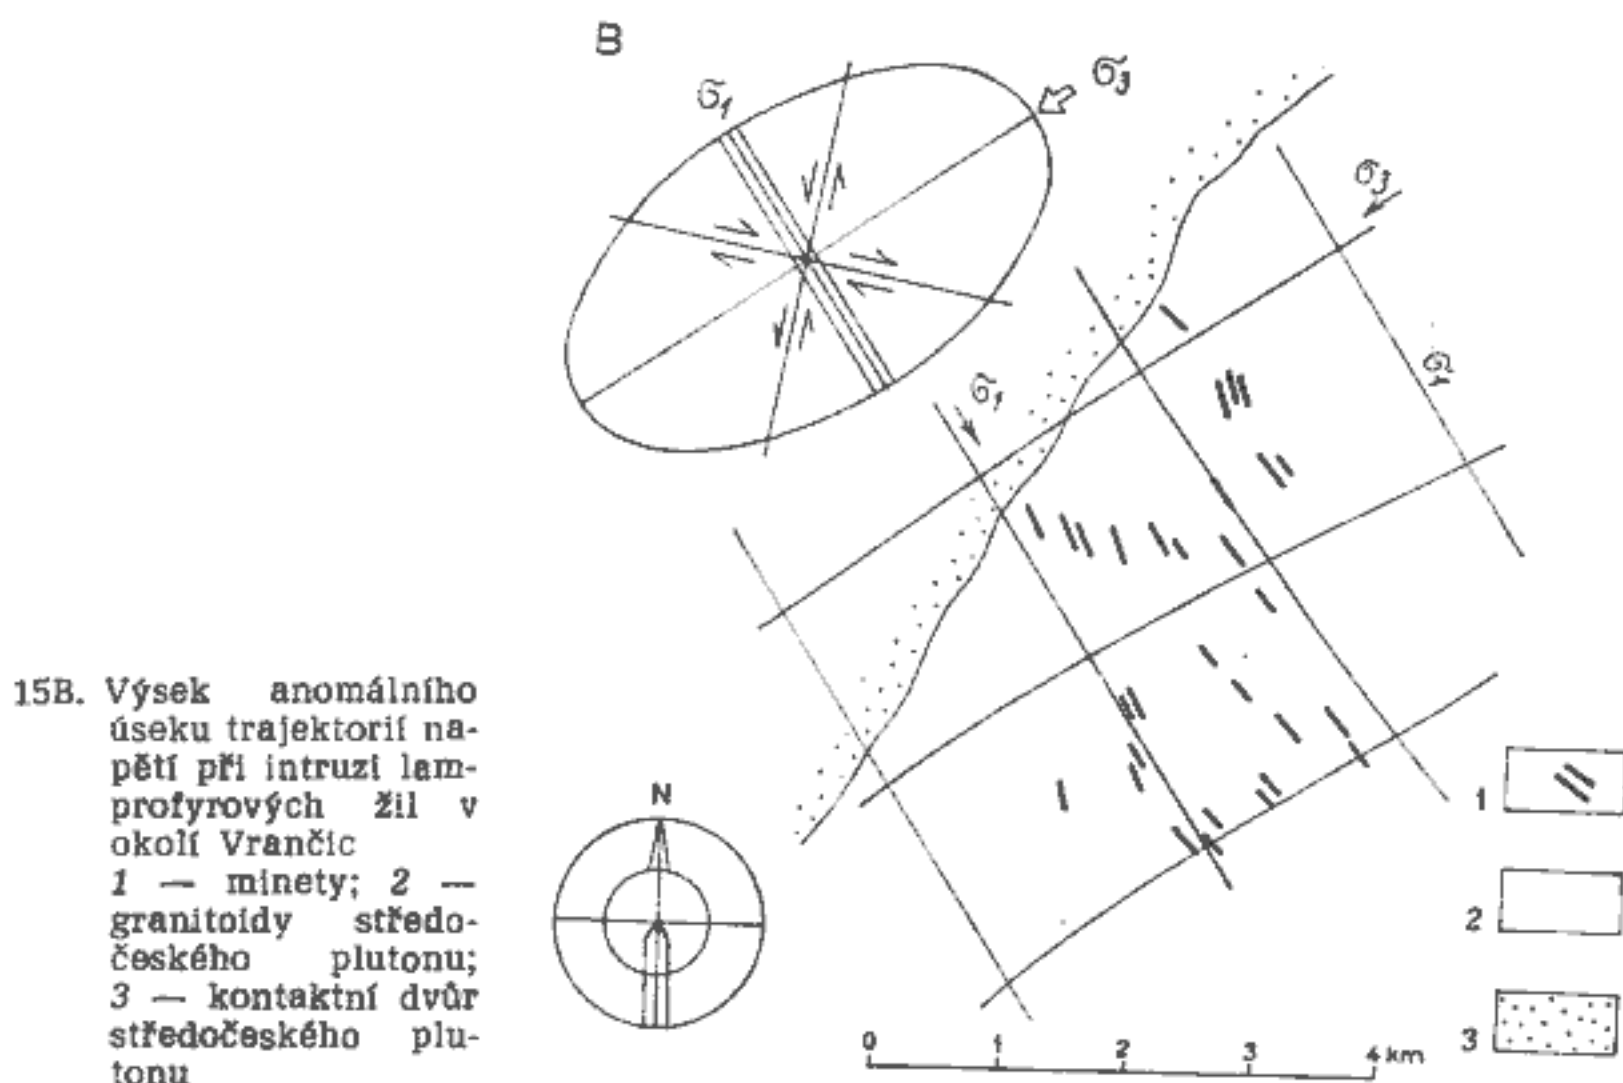 B
σ₁
σ₃
σ₃
σ₁
σ₁
15B. Výsek anomálního
úseku trajektorií na-
pětí při intruzi lam-
profyrových žil v
okolí Vrančic
1 — minety; 2 —
granitoidy středo-
českého plutonu;
3 — kontaktní dvůr
středočeského plu-
tonu
N
1
2
3
0 1 2 3 4 km